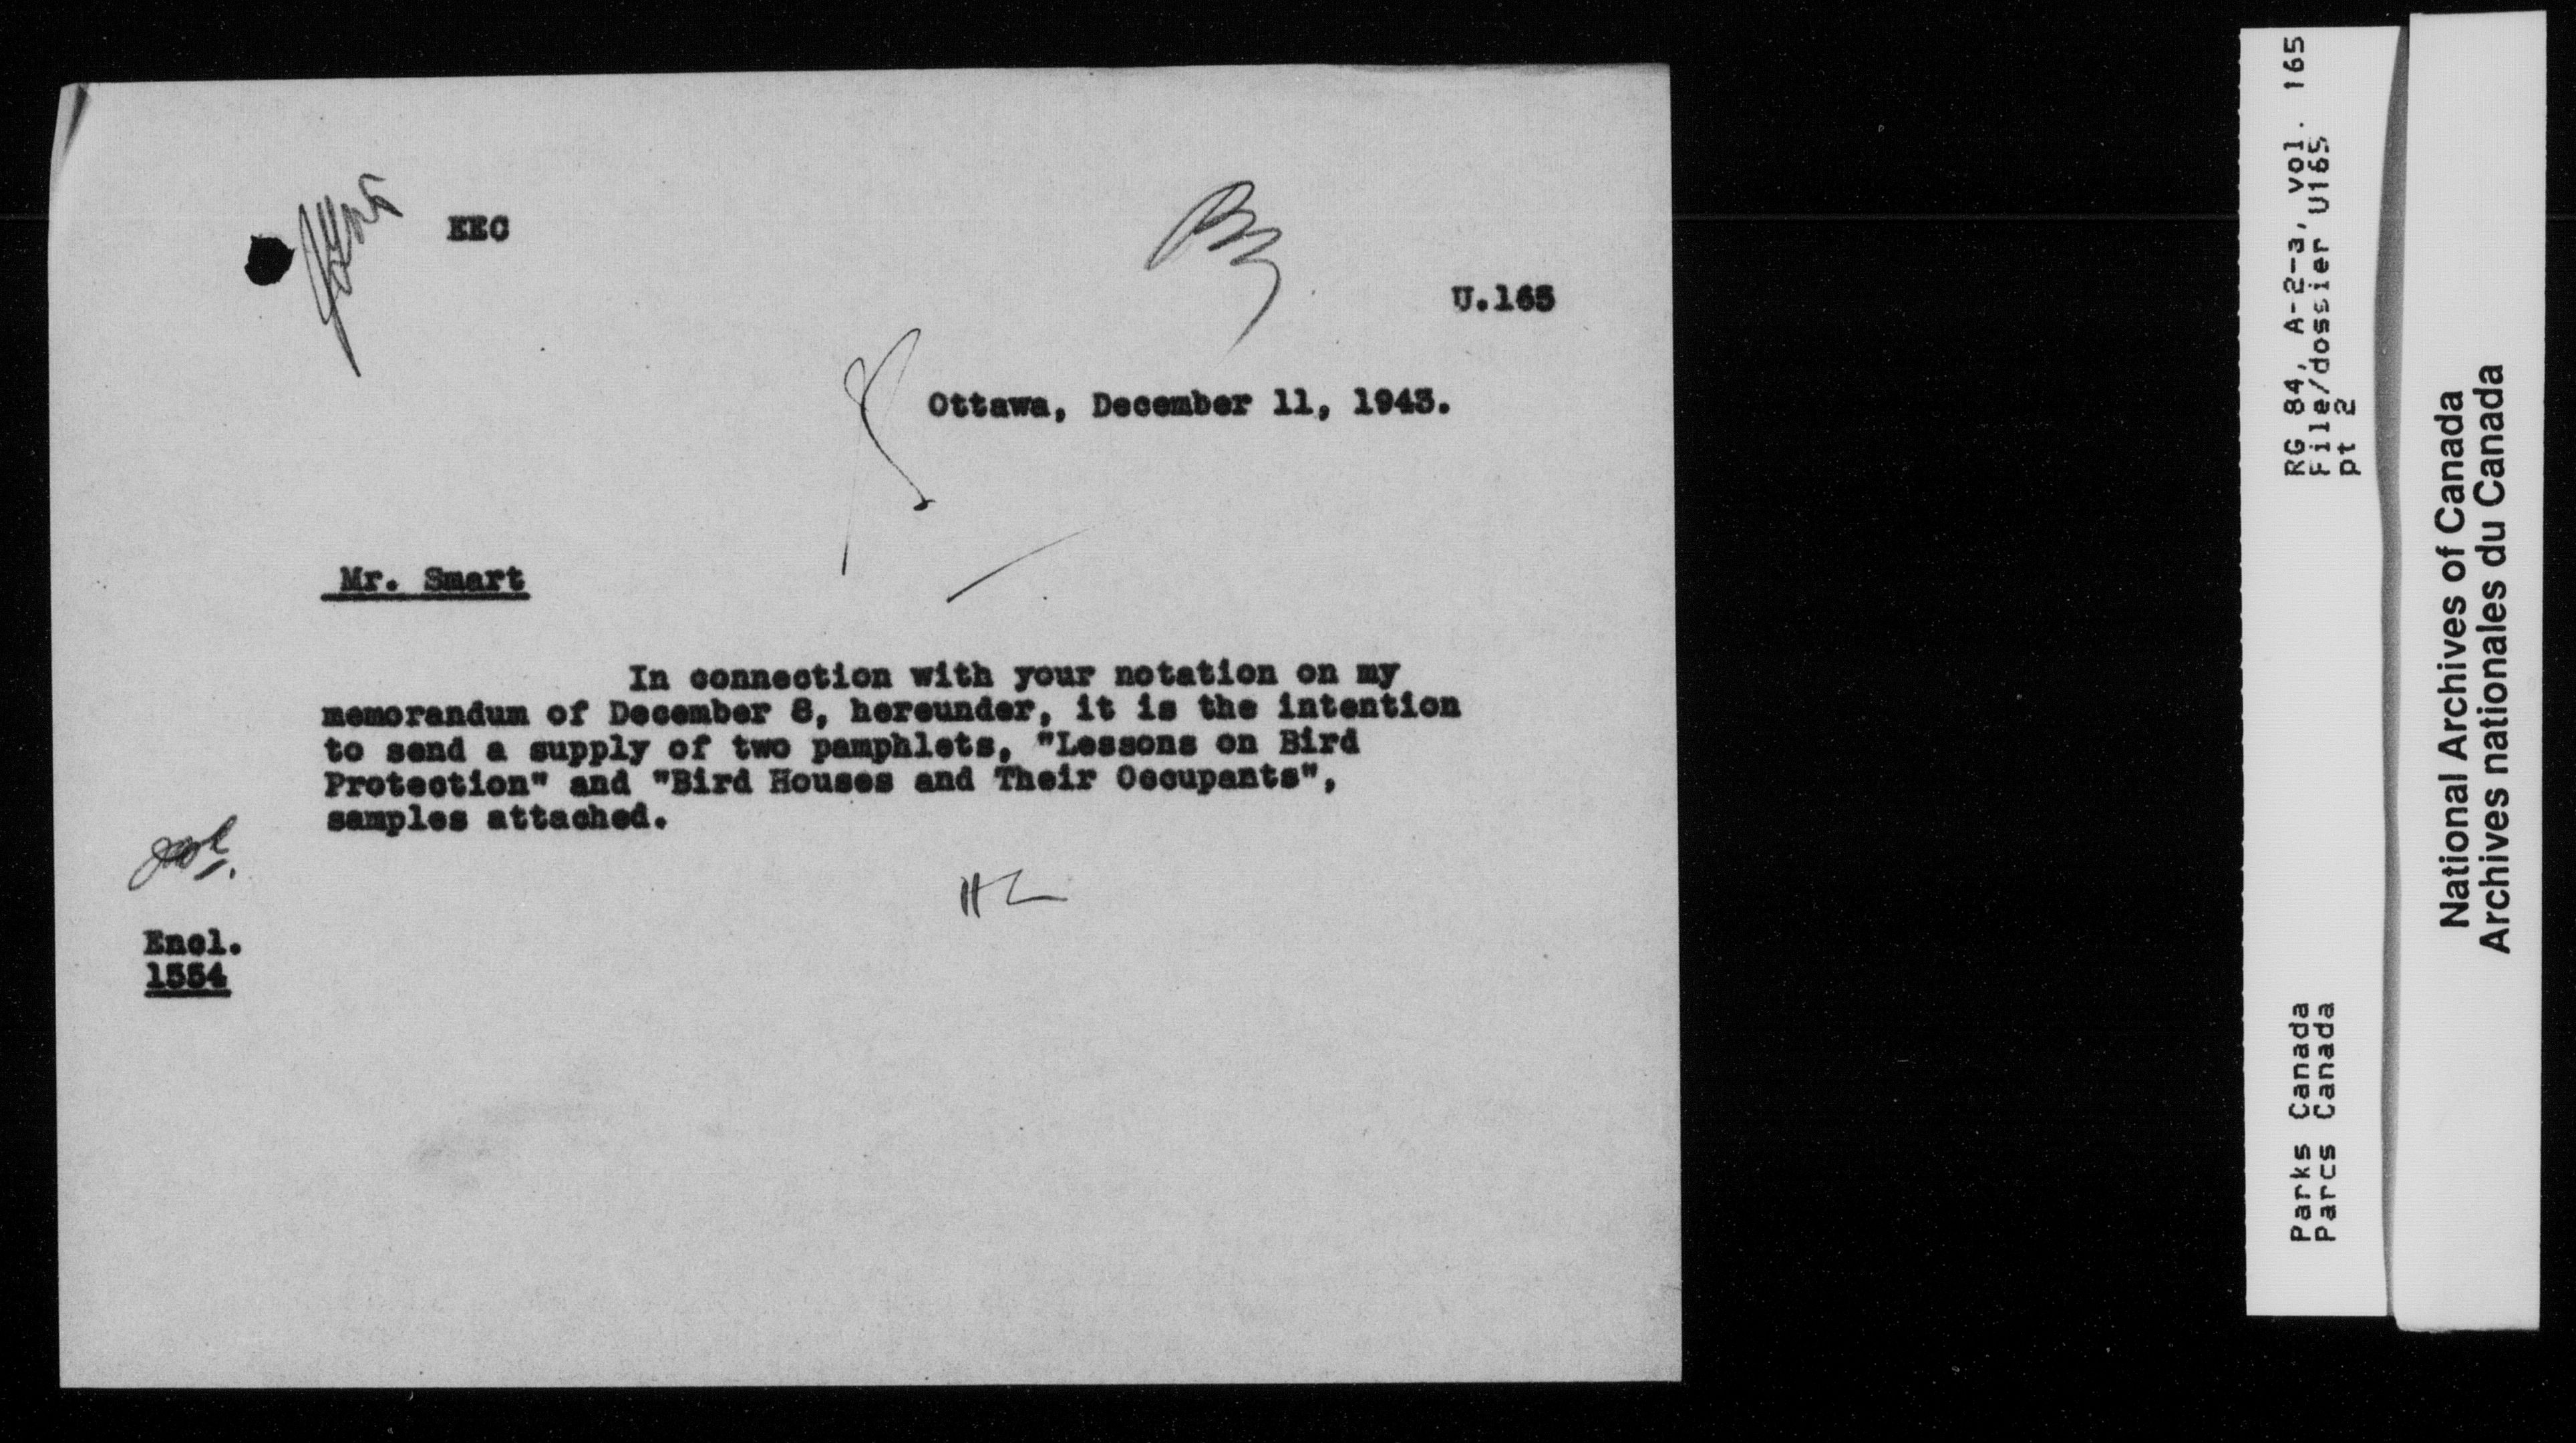 EEC
U.165
Ottawa, December 11, 1943.
Mr. Smart
In connection with your notation on my
memorandum of December 8, hereunder, it is the intention
to send a supply of two pamphlets, "Lessons on Bird
Protection" and "Bird Houses and Their Occupants",
samples attached.
Encl.
1554
RG 84, A-2-a, vol. 165
File/dossier U165
pt 2
Parks Canada
Parcs Canada
National Archives of Canada
Archives nationales du Canada